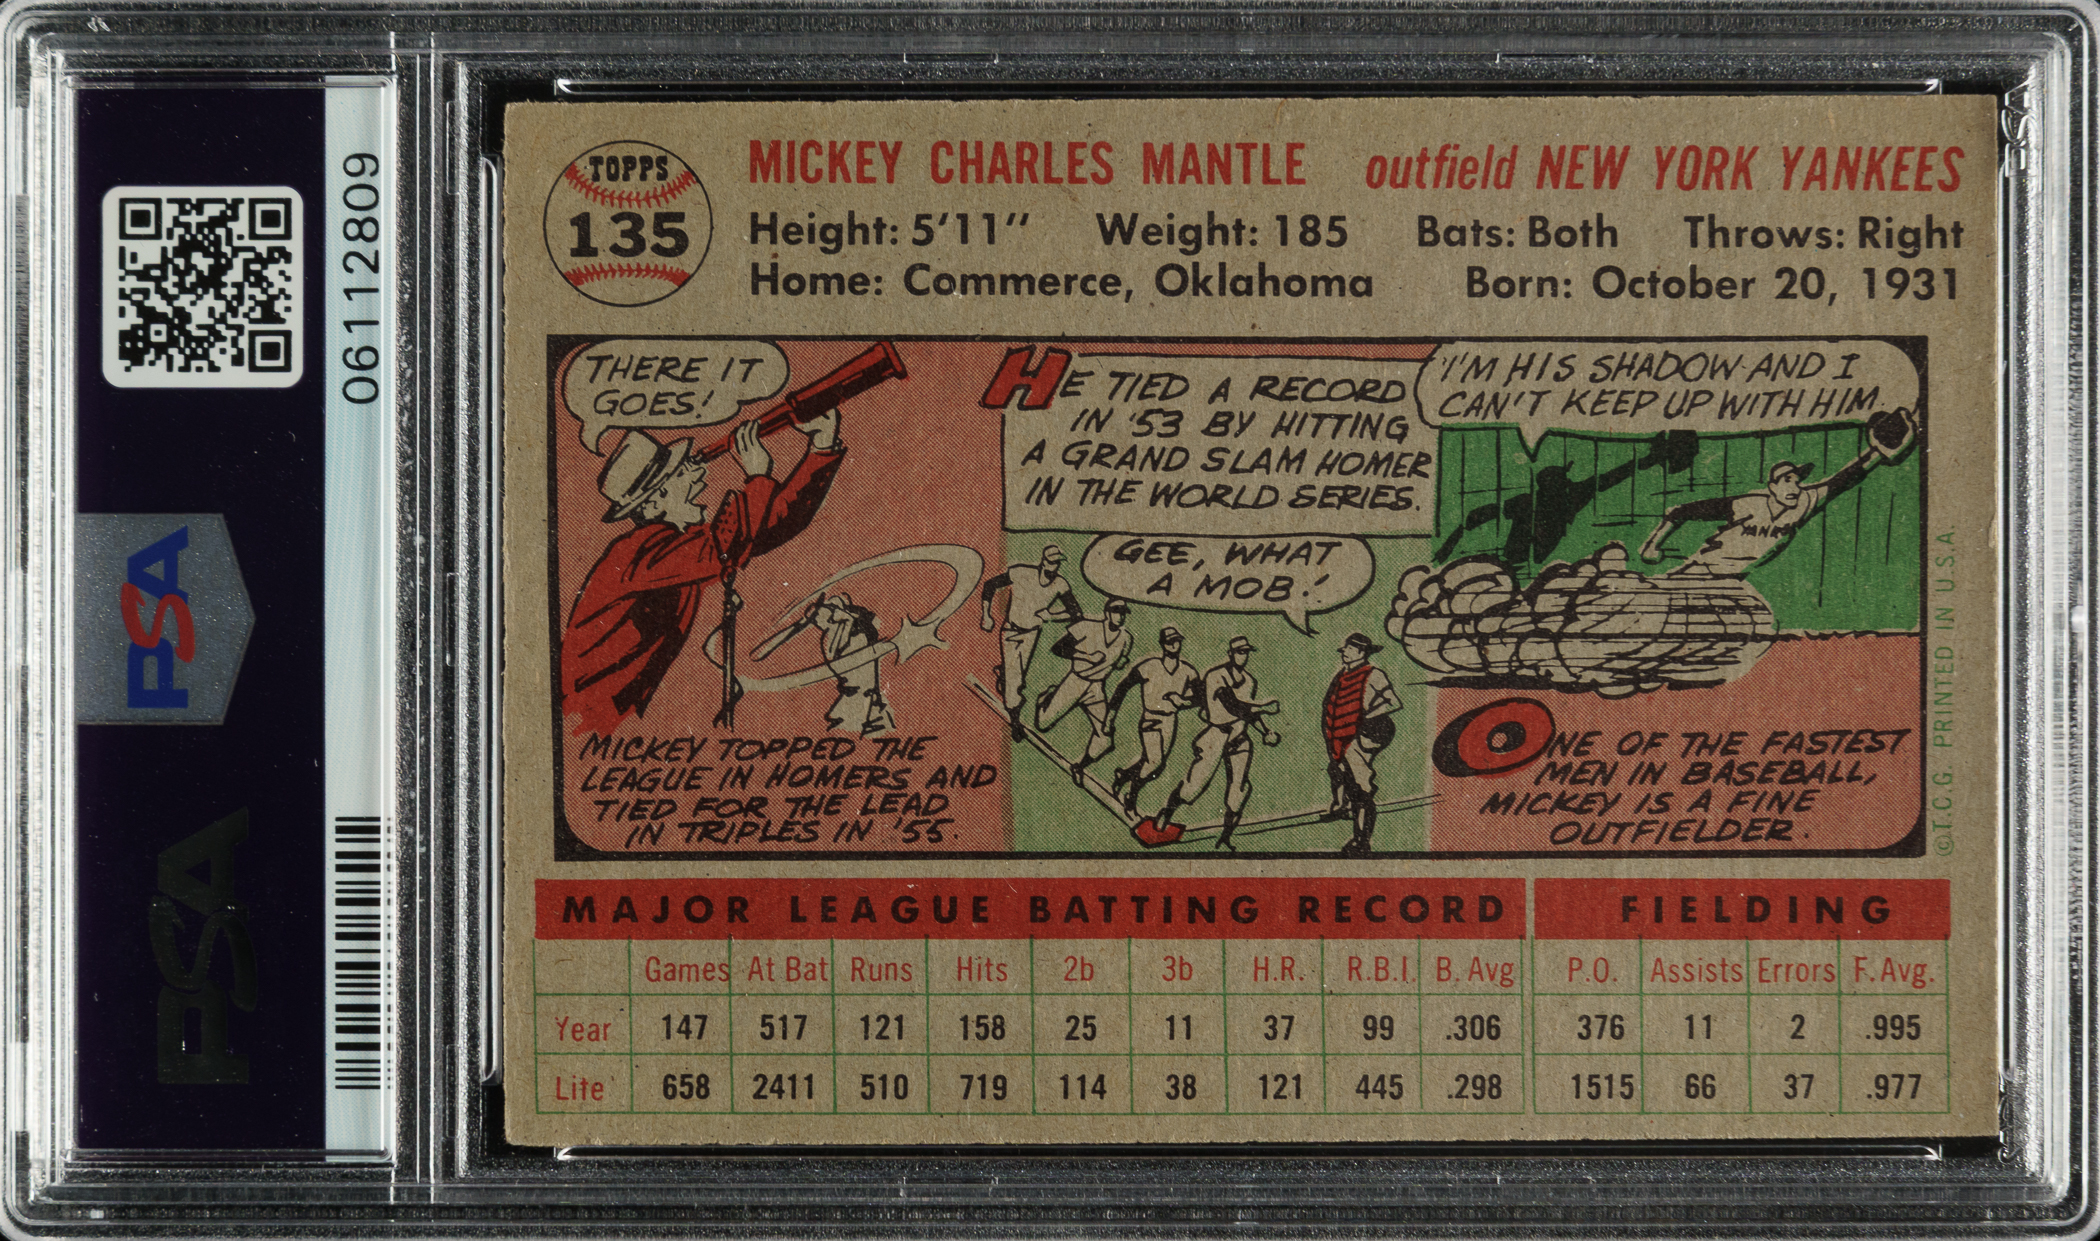 06112809
PSA
PSA
TOPPS
135
MICKEY CHARLES MANTLE outfield NEW YORK YANKEES
Height: 5'11" Weight: 185 Bats: Both Throws: Right
Home: Commerce, Oklahoma Born: October 20, 1931
THERE IT
GOES!
MICKEY TOPPED THE
LEAGUE IN HOMERS AND
TIED FOR THE LEAD
IN TRIPLES IN '55.
HE TIED A RECORD
IN '53 BY HITTING
A GRAND SLAM HOMER
IN THE WORLD SERIES.
GEE, WHAT
A MOB!
I'M HIS SHADOW AND I
CAN'T KEEP UP WITH HIM.
YANKS
ONE OF THE FASTEST
MEN IN BASEBALL,
MICKEY IS A FINE
OUTFIELDER.
©T.C.G. PRINTED IN U.S.A.
MAJOR LEAGUE BATTING RECORD FIELDING
Games At Bat Runs Hits 2b 3b H.R. R.B.I. B. Avg P.O. Assists Errors F. Avg.
Year 147 517 121 158 25 11 37 99 .306 376 11 2 .995
Life 658 2411 510 719 114 38 121 445 .298 1515 66 37 .977
PSA